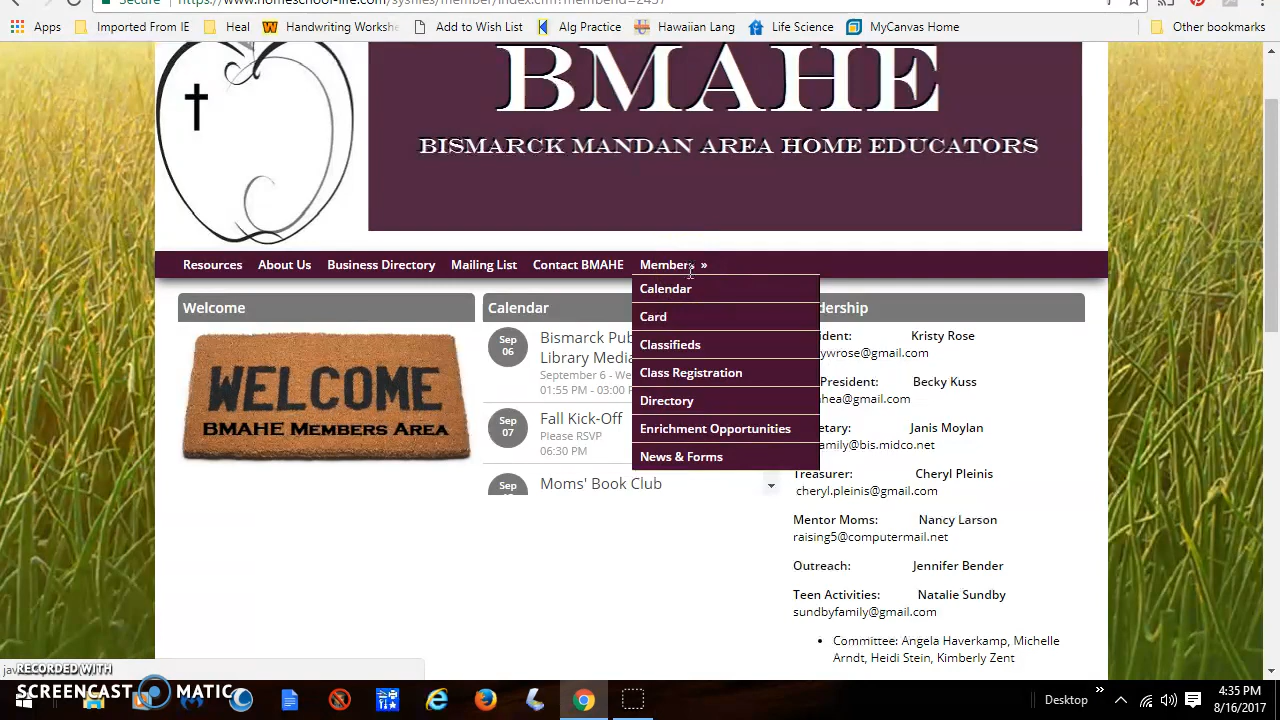 Secure
www.homeschool-life.com/sysfiles/member/index.cfm?memberid=2457
Apps Imported From IE Heal Handwriting Workshe Add to Wish List Alg Practice Hawaiian Lang Life Science MyCanvas Home Other bookmarks
BMAHE
BISMARCK MANDAN AREA HOME EDUCATORS
Resources About Us Business Directory Mailing List Contact BMAHE Members »
Calendar
Card
Classifieds
Class Registration
Directory
Enrichment Opportunities
News & Forms
Welcome
WELCOME
BMAHE MEMBERS AREA
Calendar
Sep
06
Bismarck Pub
Library Media
September 6 - We
01:55 PM - 03:00 P
Sep
07
Fall Kick-Off
Please RSVP
06:30 PM
Sep
Moms' Book Club
dership
ident: Kristy Rose
ywrose@gmail.com
President: Becky Kuss
ahea@gmail.com
etary: Janis Moylan
family@bis.midco.net
Treasurer: Cheryl Pleinis
cheryl.pleinis@gmail.com
Mentor Moms: Nancy Larson
raising5@computermail.net
Outreach: Jennifer Bender
Teen Activities: Natalie Sundby
sundbyfamily@gmail.com
• Committee: Angela Haverkamp, Michelle
Arndt, Heidi Stein, Kimberly Zent
RECORDED WITH
SCREENCAST MATIC
Desktop
4:35 PM
8/16/2017